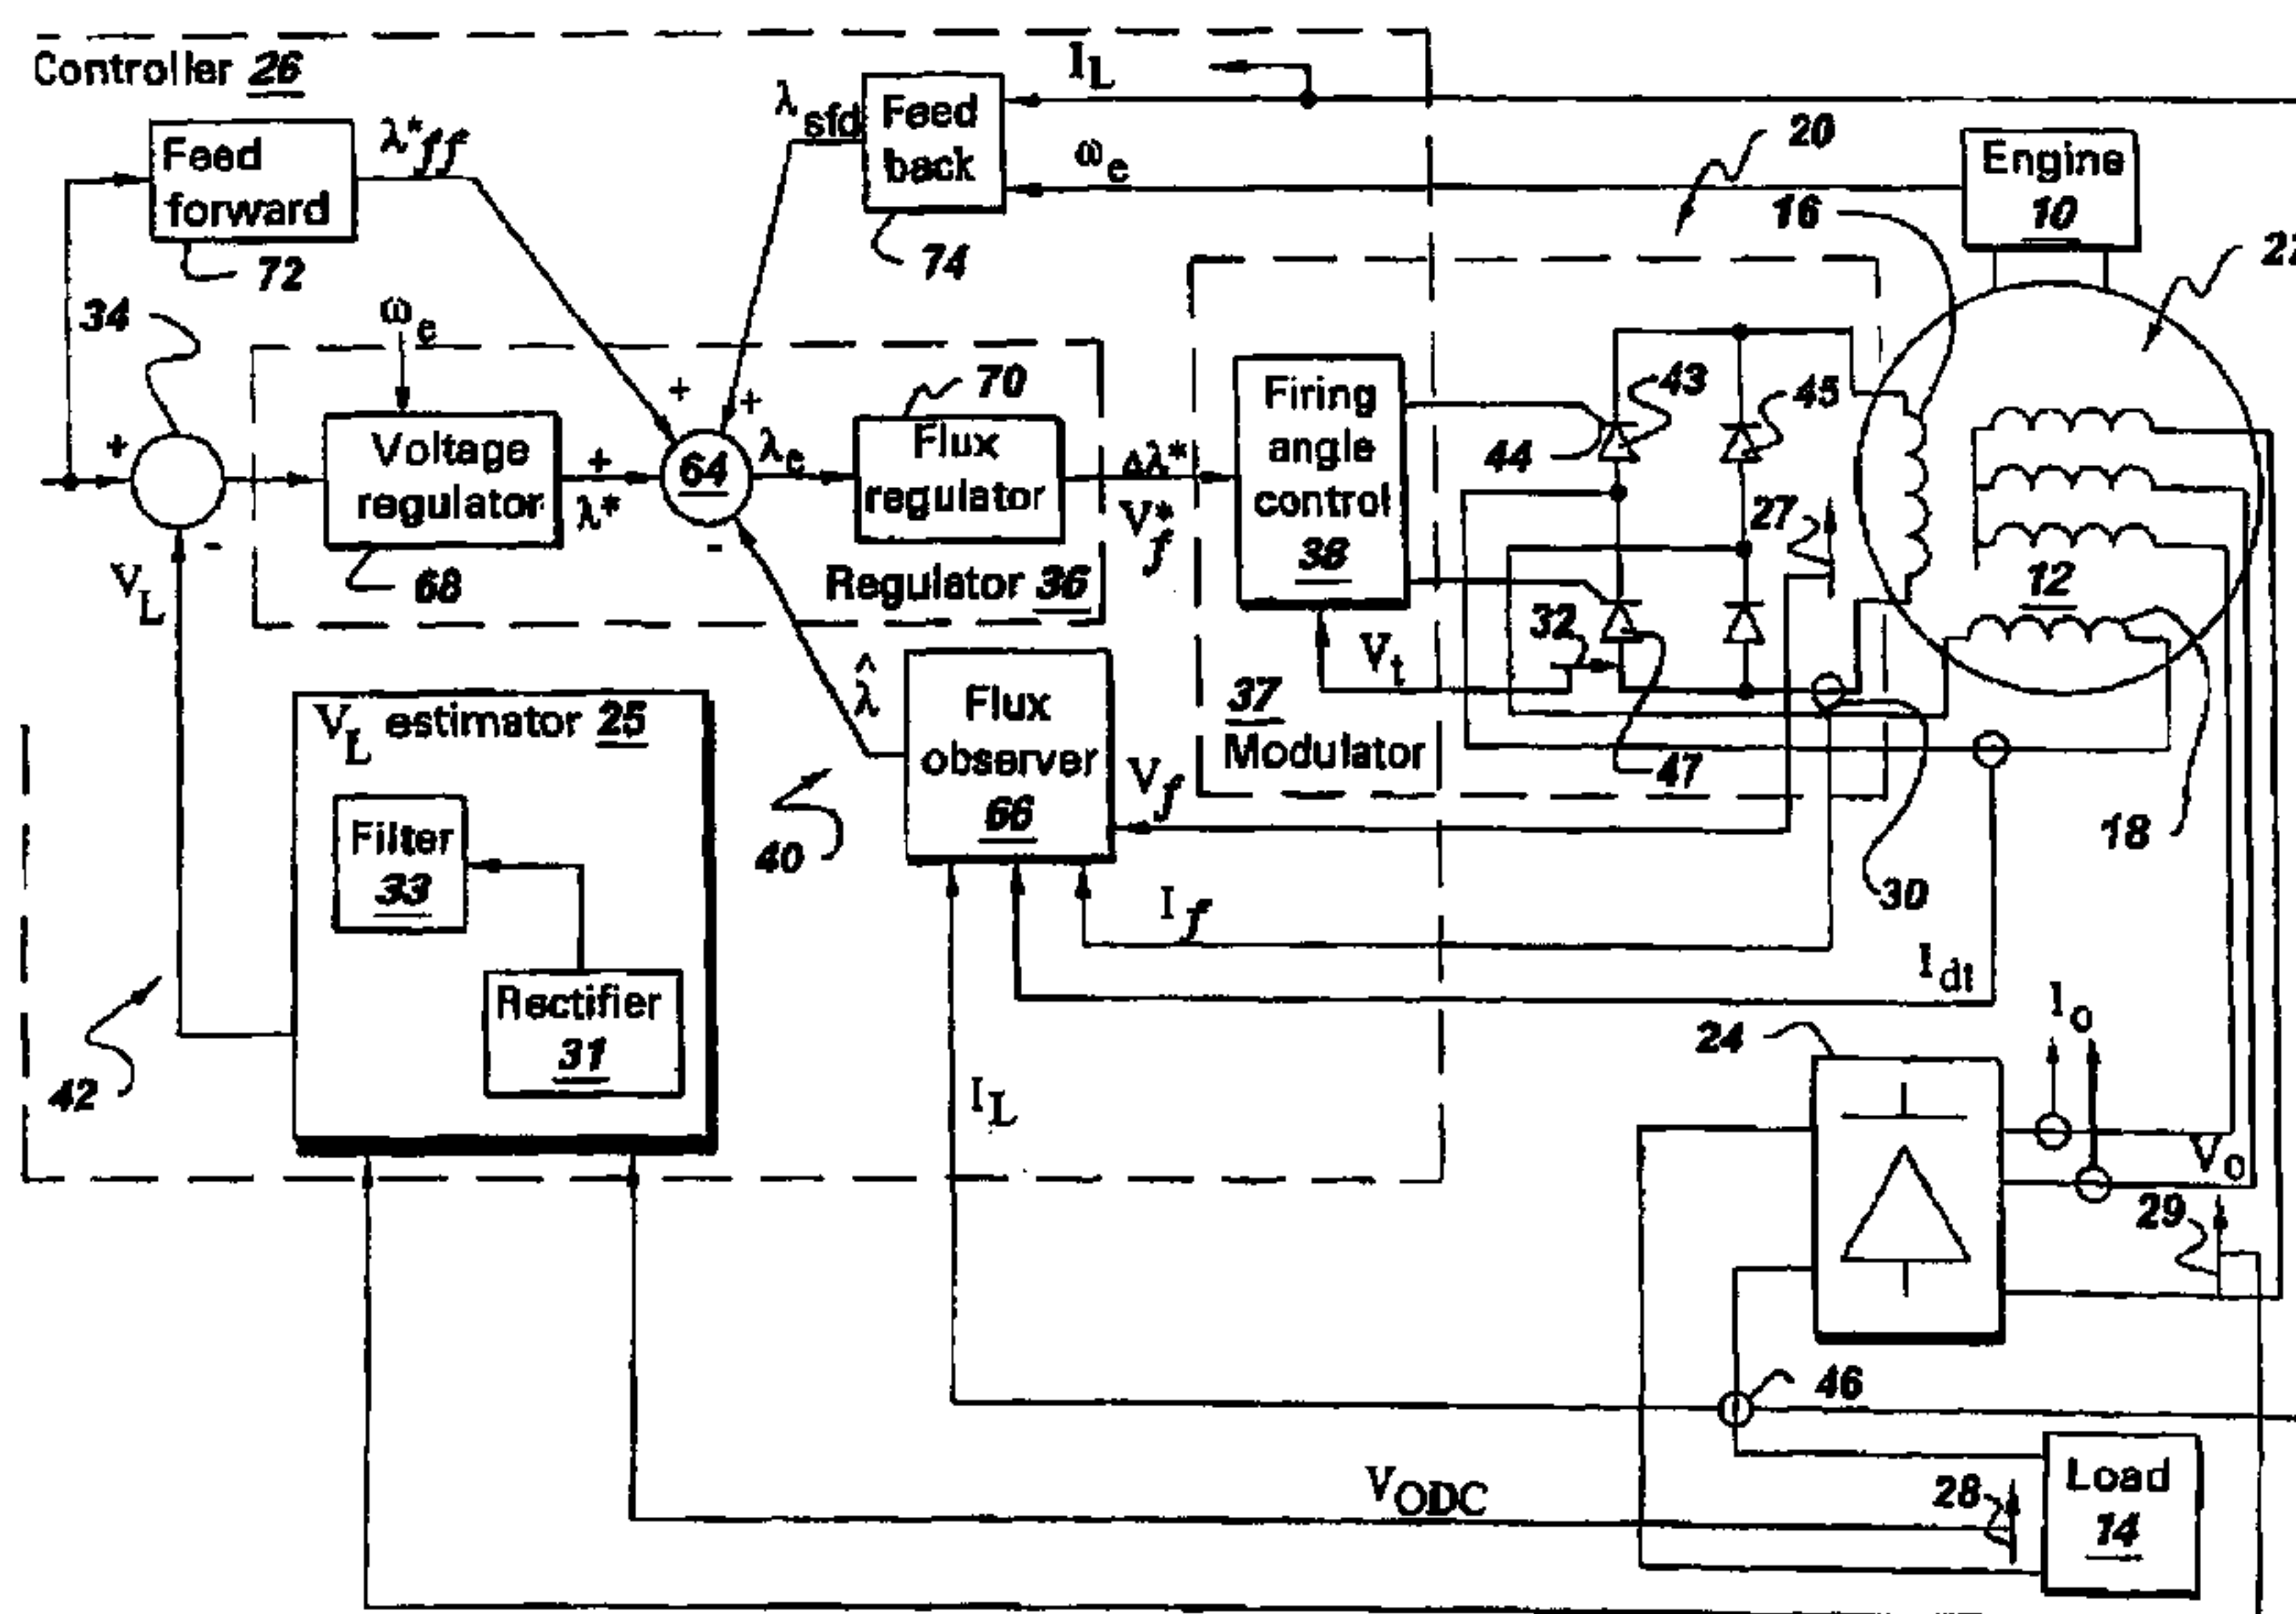 Controller 26
I_L
λ_sfd
Feed
back
74
ω_e
20
16
Engine
10
Feed
forward
72
λ*ff
34
ω_e
+
-
V_L
Voltage
regulator
68
+
λ*
+
+
-
64
λ_e
70
Flux
regulator
Regulator 36
Δλ*
V*_f
Firing
angle
control
38
43
44
45
27
32
V_t
37
Modulator
47
12
18
30
V_L estimator 25
Filter
33
Rectifier
31
42
λ̂
Flux
observer
66
40
V_f
I_f
I_dt
I_L
24
I_o
V_o
29
46
V_ODC
28
Load
14